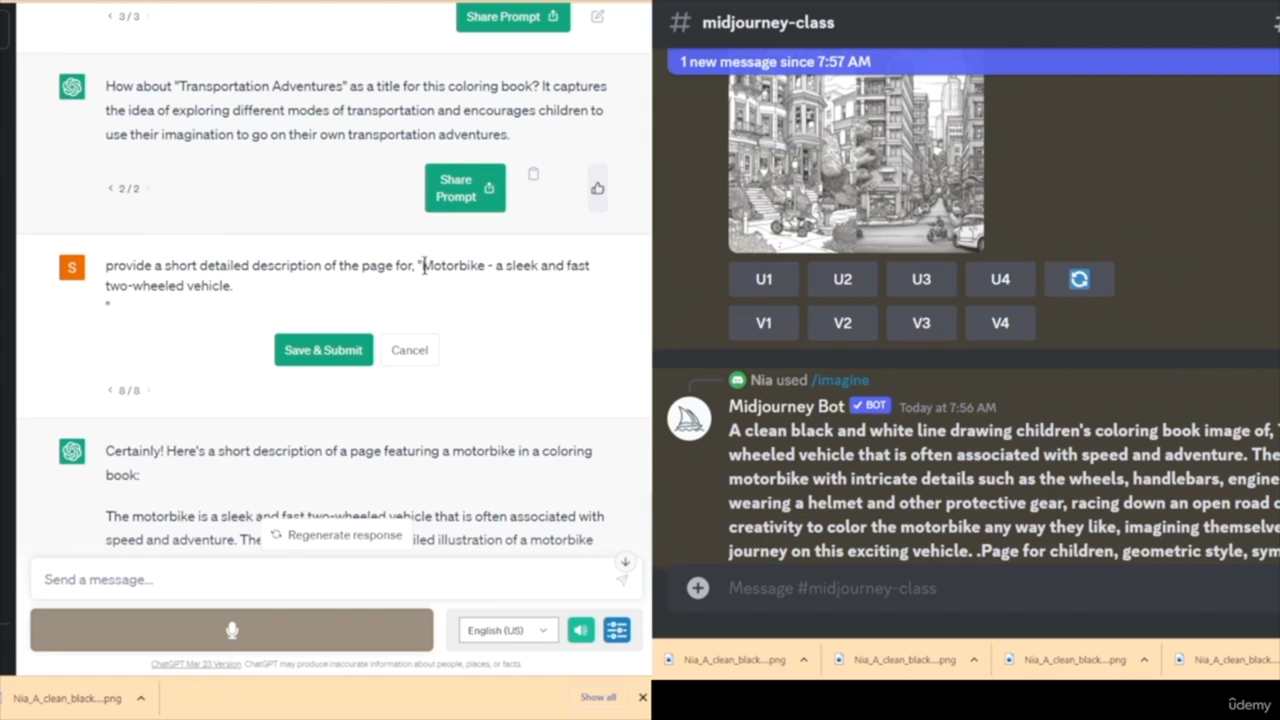 < 3/3 >
Share Prompt
How about "Transportation Adventures" as a title for this coloring book? It captures
the idea of exploring different modes of transportation and encourages children to
use their imagination to go on their own transportation adventures.
< 2/2 >
Share
Prompt
S
provide a short detailed description of the page for, "Motorbike - a sleek and fast
two-wheeled vehicle.
"
Save & Submit
Cancel
< 8/8 >
Certainly! Here's a short description of a page featuring a motorbike in a coloring
book:
The motorbike is a sleek and fast two-wheeled vehicle that is often associated with
speed and adventure. The
iled illustration of a motorbike
Regenerate response
Send a message...
English (US)
ChatGPT Mar 23 Version. ChatGPT may produce inaccurate information about people, places, or facts.
Nia_A_clean_black....png
Show all
# midjourney-class
1 new message since 7:57 AM
U1
U2
U3
U4
V1
V2
V3
V4
Nia used /imagine
Midjourney Bot ✓ BOT Today at 7:56 AM
A clean black and white line drawing children's coloring book image of,
wheeled vehicle that is often associated with speed and adventure. The
motorbike with intricate details such as the wheels, handlebars, engine
wearing a helmet and other protective gear, racing down an open road
creativity to color the motorbike any way they like, imagining themselve
journey on this exciting vehicle. .Page for children, geometric style, sym
Message #midjourney-class
Nia_A_clean_black....png
Nia_A_clean_black....png
Nia_A_clean_black....png
Nia_A_clean_black
ûdemy